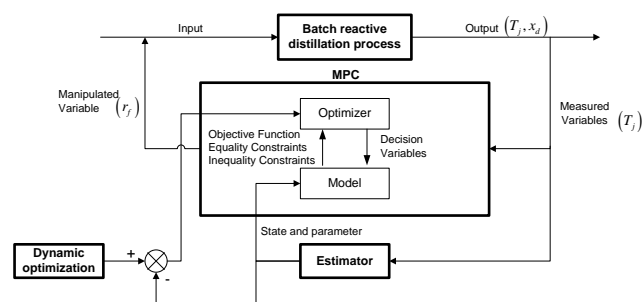 Input
Batch reactive
distillation process
Output (T_j, x_d)
MPC
Manipulated
Variable (r_f)
Optimizer
Objective Function
Equality Constraints
Inequality Constraints
Decision
Variables
Model
Measured
Variables (T_j)
State and parameter
Dynamic
optimization
+
-
Estimator